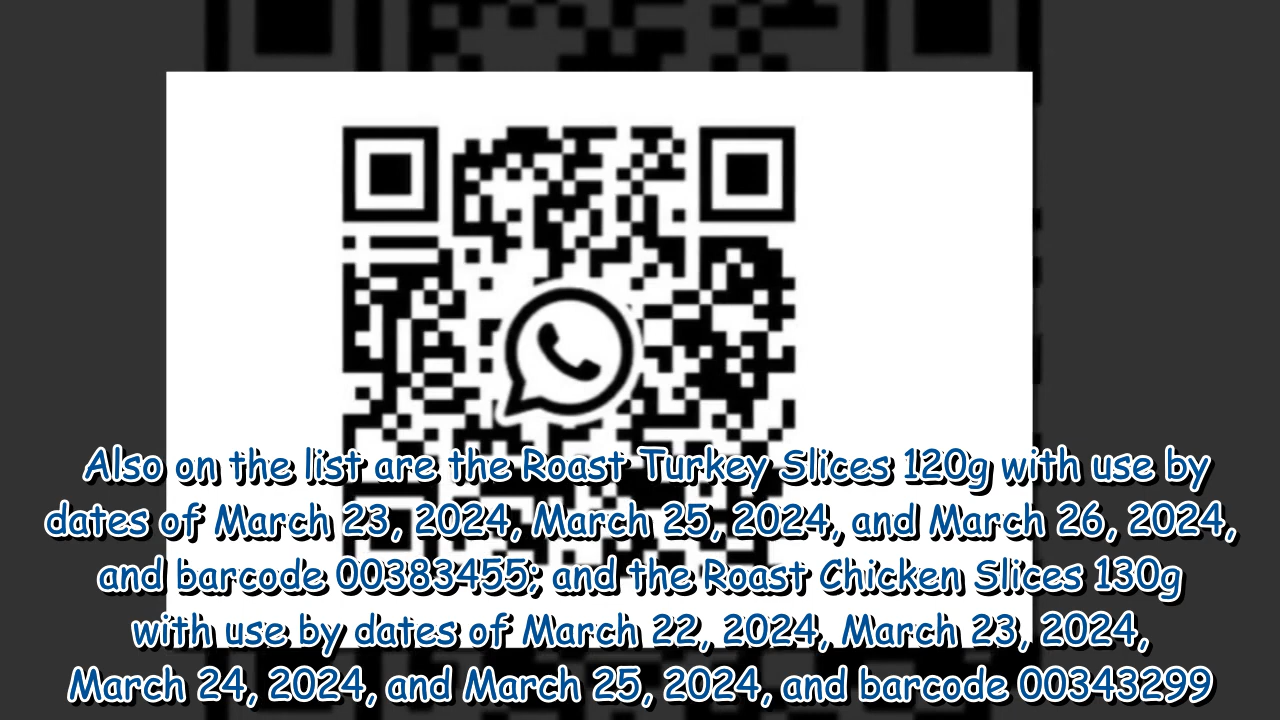 Also on the list are the Roast Turkey Slices 120g with use by
dates of March 23, 2024, March 25, 2024, and March 26, 2024,
and barcode 00383455; and the Roast Chicken Slices 130g
with use by dates of March 22, 2024, March 23, 2024,
March 24, 2024, and March 25, 2024, and barcode 00343299